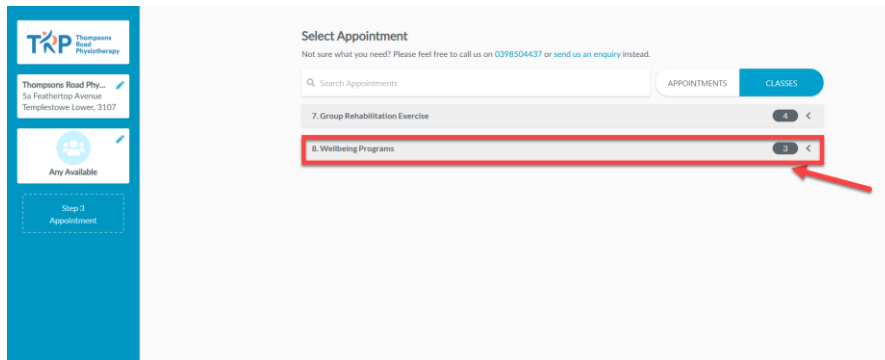 TRP Thompsons
Road
Physiotherapy
Thompsons Road Phy...
5a Feathertop Avenue
Templestowe Lower, 3107
Any Available
Step 3
Appointment
Select Appointment
Not sure what you need? Please feel free to call us on 0398504437 or send us an enquiry instead.
Search Appointments
APPOINTMENTS
CLASSES
7. Group Rehabilitation Exercise
4
8. Wellbeing Programs
3